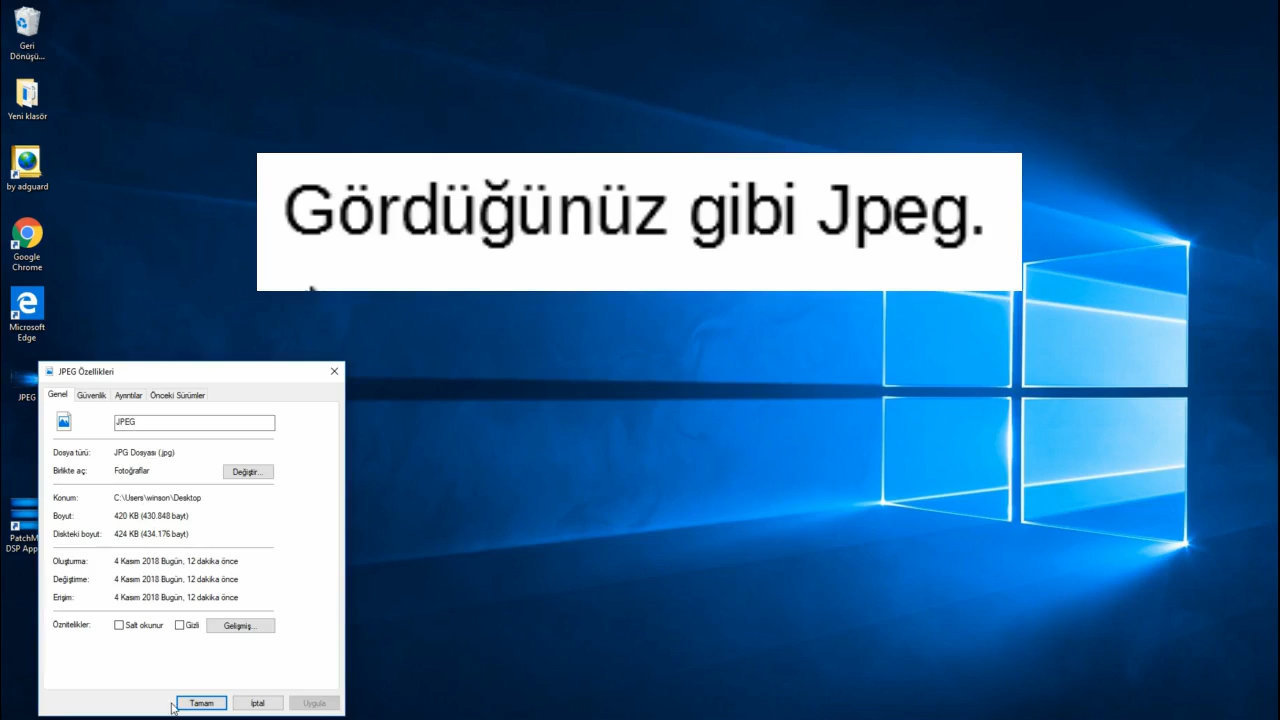 Geri
Dönüşü...
Yeni klasör
by adguard
Google
Chrome
Microsoft
Edge
JPEG
DSP App
Gördüğünüz gibi Jpeg.
JPEG Özellikleri
Genel Güvenlik Ayrıntılar Önceki Sürümler
JPEG
Dosya türü: JPG Dosyası (.jpg)
Birlikte aç: Fotoğraflar Değiştir...
Konum: C:\Users\winson\Desktop
Boyut: 420 KB (430.848 bayt)
Diskteki boyut: 424 KB (434.176 bayt)
Oluşturma: 4 Kasım 2018 Bugün, 12 dakika önce
Değiştirme: 4 Kasım 2018 Bugün, 12 dakika önce
Erişim: 4 Kasım 2018 Bugün, 12 dakika önce
Öznitelikler: Salt okunur Gizli Gelişmiş...
Tamam İptal Uygula